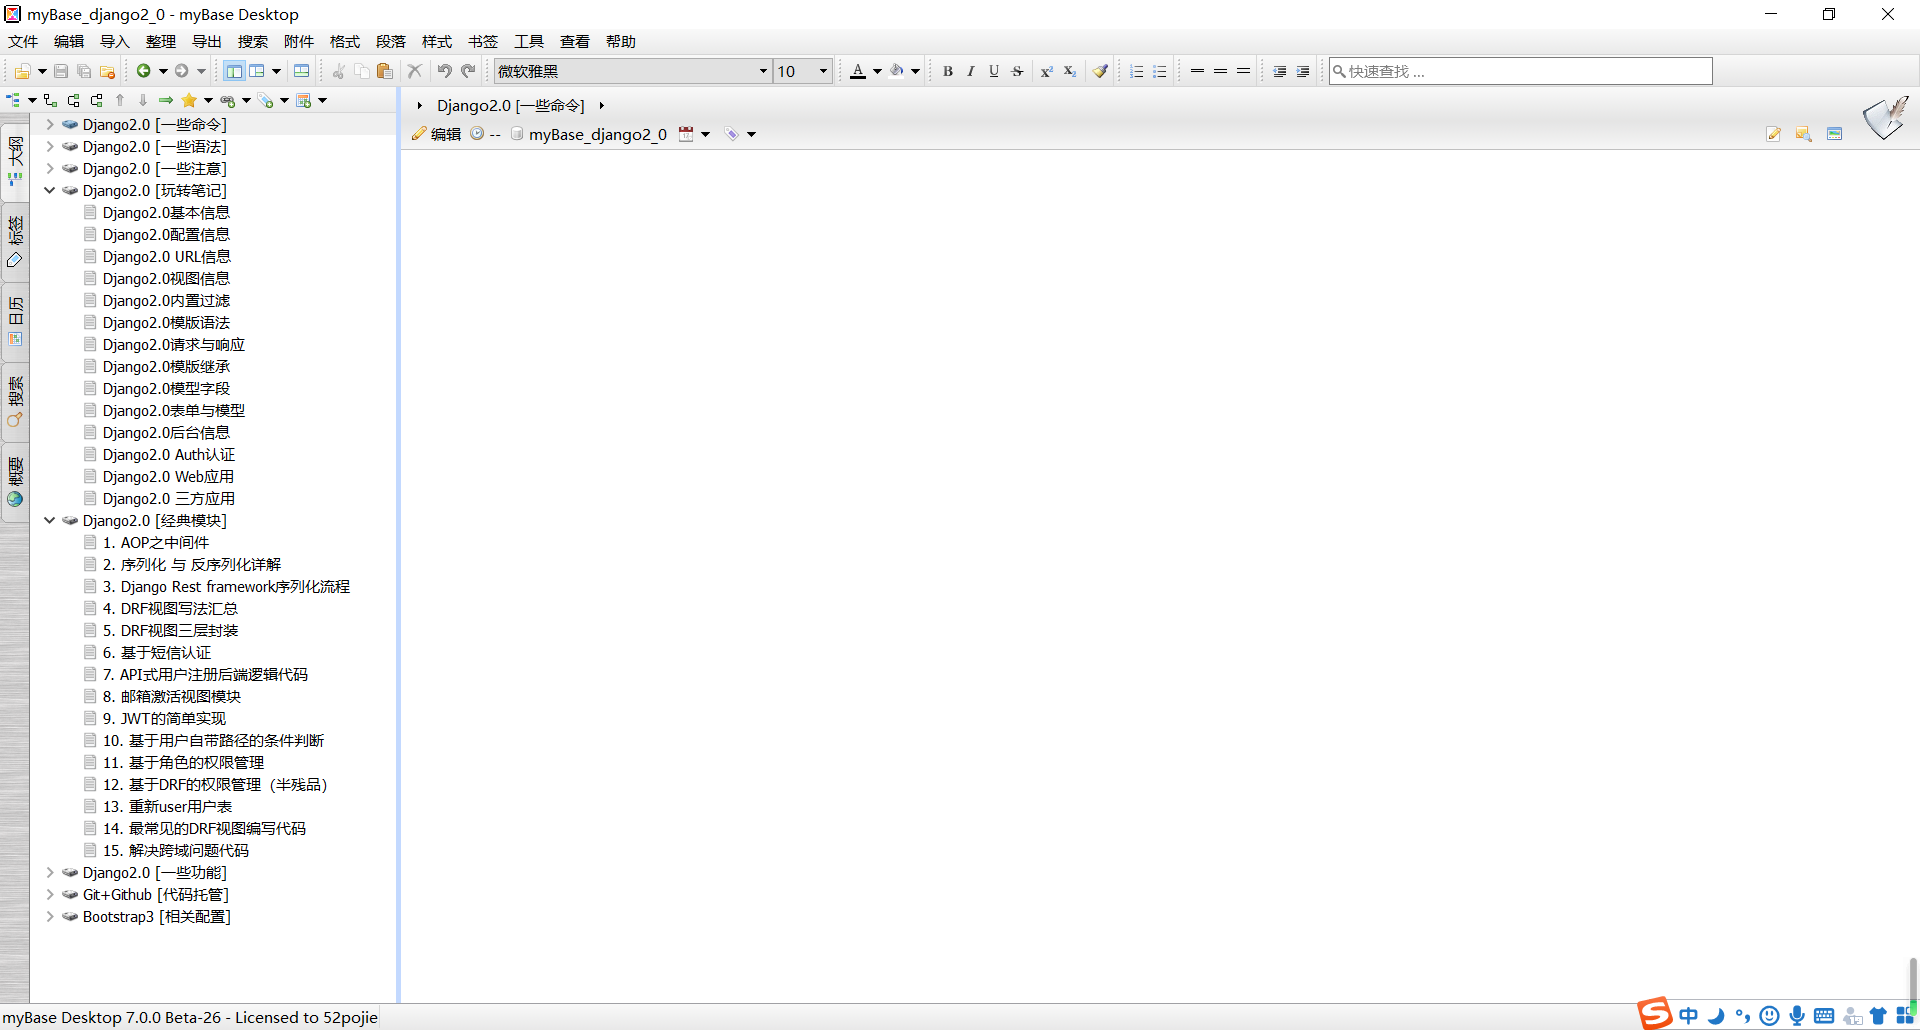 myBase_django2_0 - myBase Desktop
文件 编辑 导入 整理 导出 搜索 附件 格式 段落 样式 书签 工具 查看 帮助
微软雅黑 10 A B I U S x² x₂ 快速查找 ...
Django2.0 [一些命令]
编辑 -- myBase_django2_0
大纲
标签
日历
搜索
概要
Django2.0 [一些命令]
Django2.0 [一些语法]
Django2.0 [一些注意]
Django2.0 [玩转笔记]
Django2.0基本信息
Django2.0配置信息
Django2.0 URL信息
Django2.0视图信息
Django2.0内置过滤
Django2.0模版语法
Django2.0请求与响应
Django2.0模版继承
Django2.0模型字段
Django2.0表单与模型
Django2.0后台信息
Django2.0 Auth认证
Django2.0 Web应用
Django2.0 三方应用
Django2.0 [经典模块]
1. AOP之中间件
2. 序列化 与 反序列化详解
3. Django Rest framework序列化流程
4. DRF视图写法汇总
5. DRF视图三层封装
6. 基于短信认证
7. API式用户注册后端逻辑代码
8. 邮箱激活视图模块
9. JWT的简单实现
10. 基于用户自带路径的条件判断
11. 基于角色的权限管理
12. 基于DRF的权限管理（半残品）
13. 重新user用户表
14. 最常见的DRF视图编写代码
15. 解决跨域问题代码
Django2.0 [一些功能]
Git+Github [代码托管]
Bootstrap3 [相关配置]
myBase Desktop 7.0.0 Beta-26 - Licensed to 52pojie
S 中